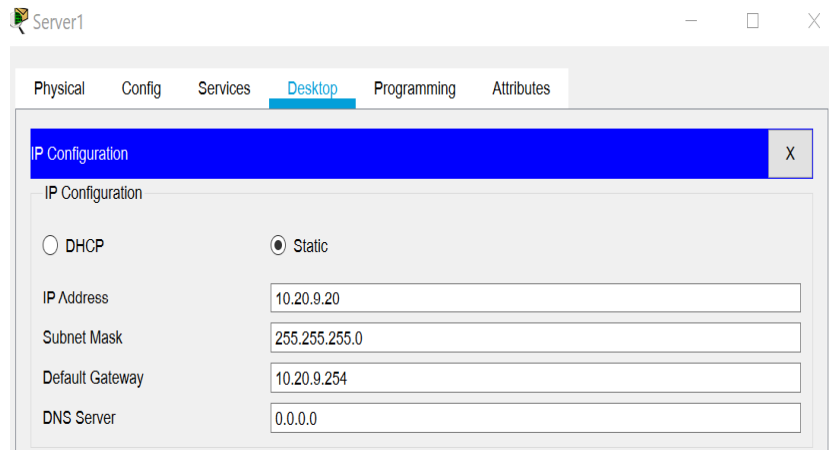 Server1
Physical Config Services Desktop Programming Attributes
IP Configuration X
IP Configuration
DHCP Static
IP Address 10.20.9.20
Subnet Mask 255.255.255.0
Default Gateway 10.20.9.254
DNS Server 0.0.0.0